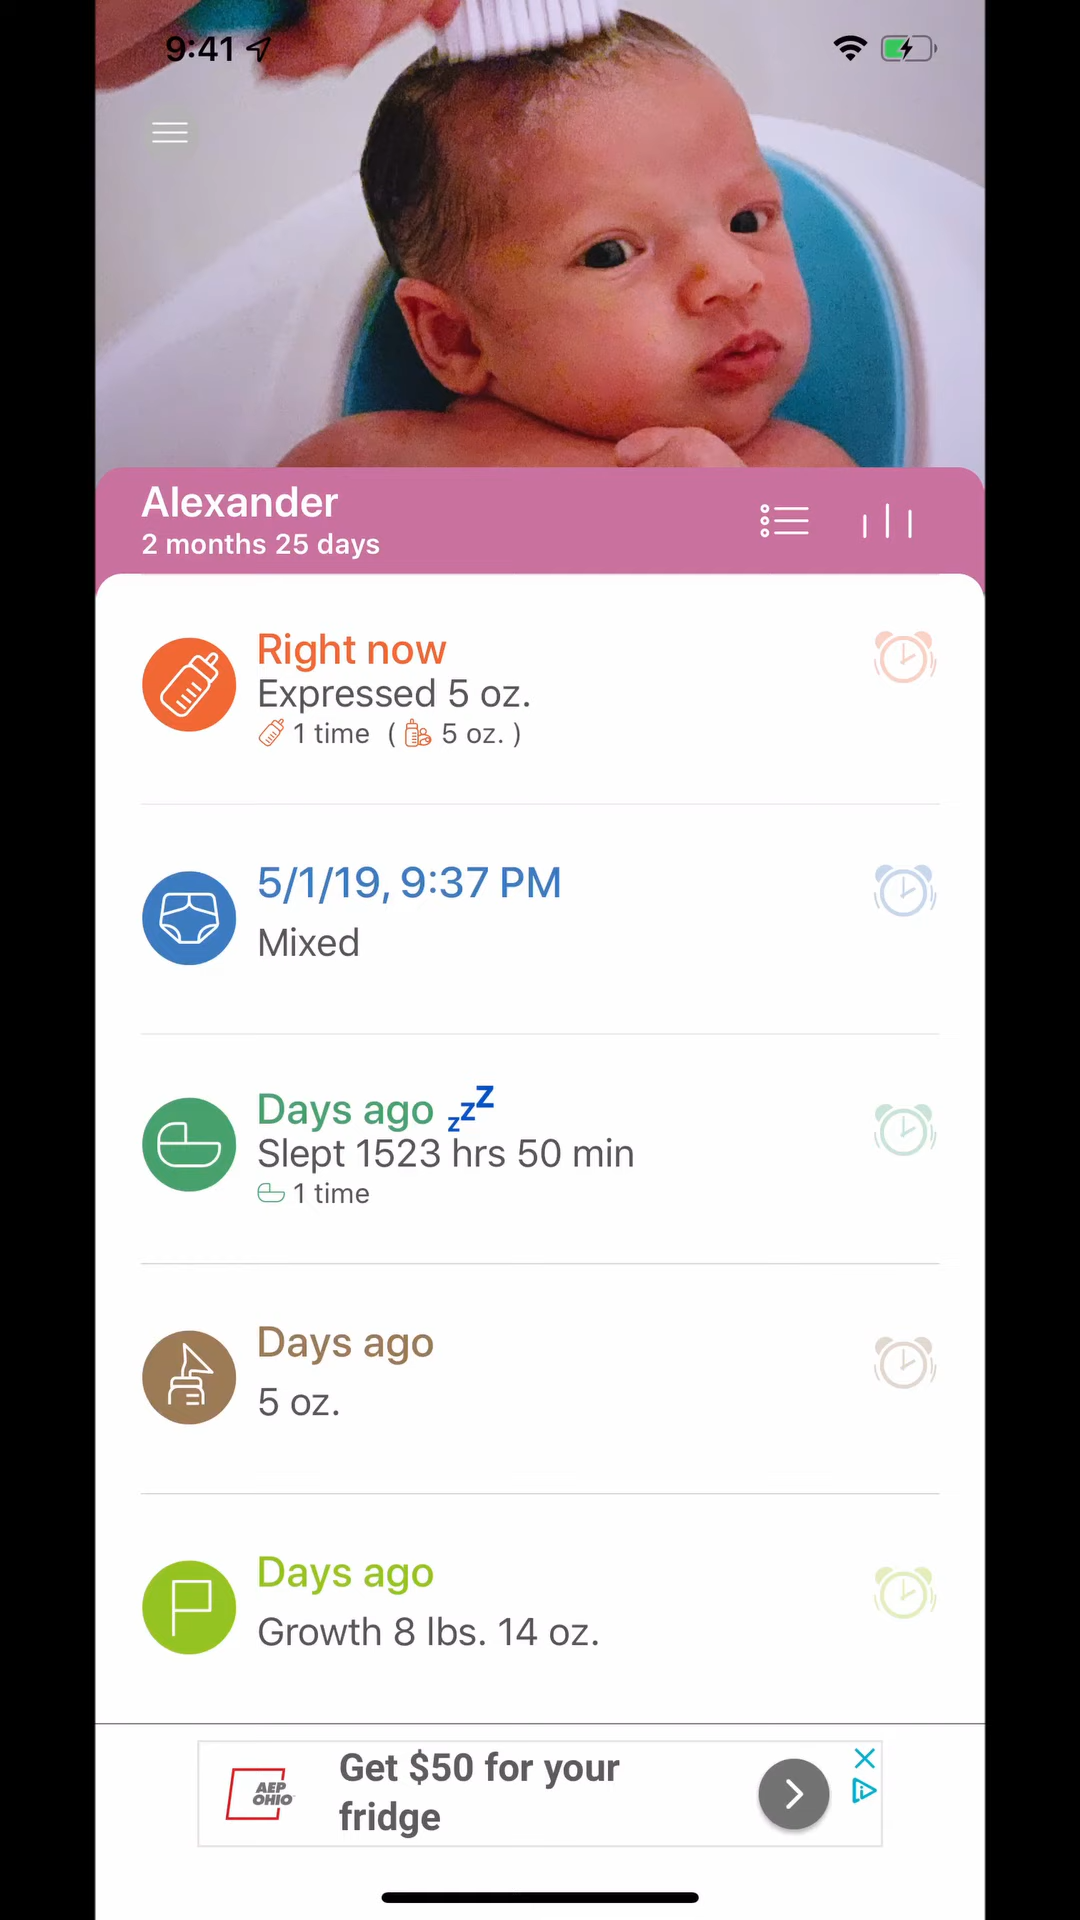 9:41
Alexander
2 months 25 days
Right now
Expressed 5 oz.
1 time ( 5 oz. )
5/1/19, 9:37 PM
Mixed
Days ago zzZ
Slept 1523 hrs 50 min
1 time
Days ago
5 oz.
Days ago
Growth 8 lbs. 14 oz.
AEP
OHIO
Get $50 for your
fridge